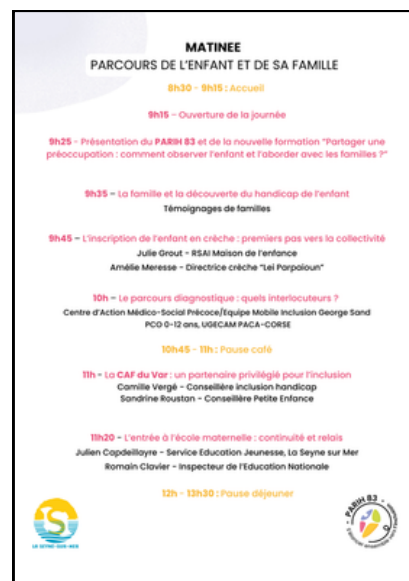 MATINEE
PARCOURS DE L'ENFANT ET DE SA FAMILLE
8h30 - 9h15 : Accueil
9h15 – Ouverture de la journée
9h25 - Présentation du PARIH 83 et de la nouvelle formation "Partager une
préoccupation : comment observer l'enfant et l'aborder avec les familles ?"
9h35 – La famille et la découverte du handicap de l'enfant
Témoignages de familles
9h45 – L'inscription de l'enfant en crèche : premiers pas vers la collectivité
Julie Grout - RSAI Maison de l'enfance
Amélie Meresse - Directrice crèche "Lei Parpaioun"
10h – Le parcours diagnostique : quels interlocuteurs ?
Centre d'Action Médico-Social Précoce/Equipe Mobile Inclusion George Sand
PCO 0-12 ans, UGECAM PACA-CORSE
10h45 - 11h : Pause café
11h - La CAF du Var : un partenaire privilégié pour l'inclusion
Camille Vergé - Conseillère inclusion handicap
Sandrine Roustan - Conseillère Petite Enfance
11h20 - L'entrée à l'école maternelle : continuité et relais
Julien Capdeillayre - Service Education Jeunesse, La Seyne sur Mer
Romain Clavier - Inspecteur de l'Education Nationale
12h - 13h30 : Pause déjeuner
LA SEYNE-SUR-MER
PARIH 83